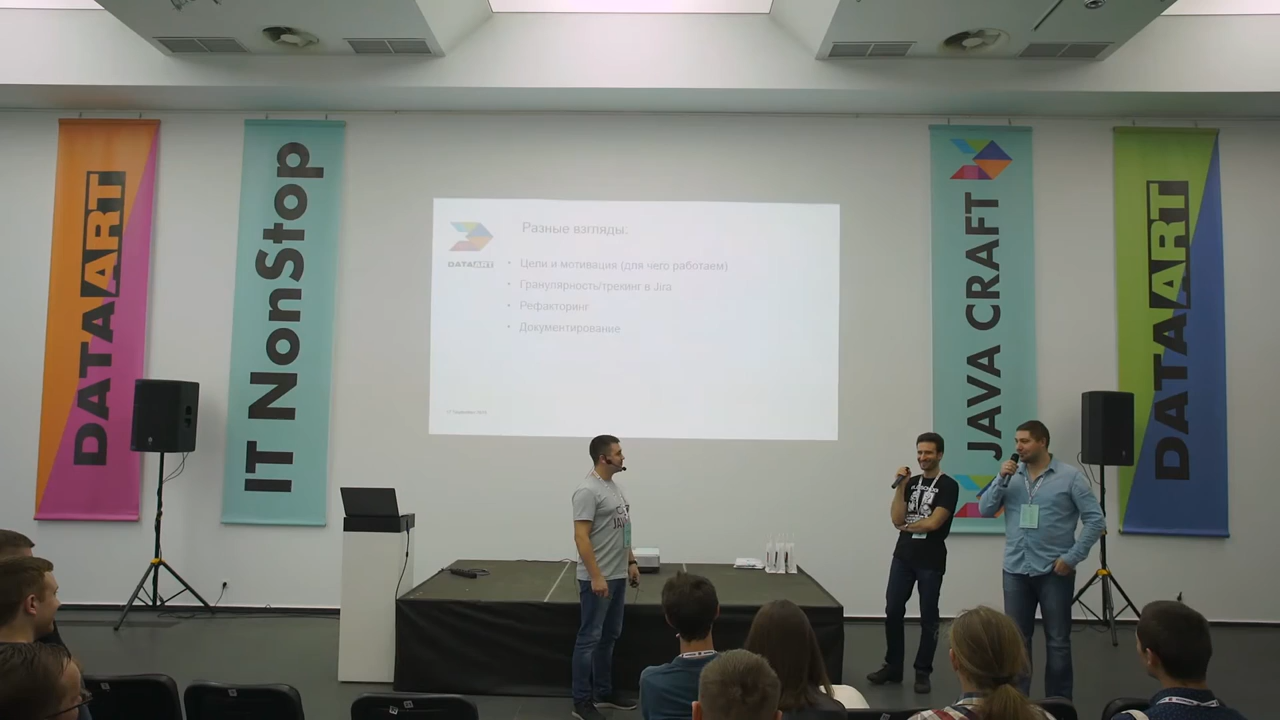 DATAART
IT NonStop
DATAART
Разные взгляды:
• Цели и мотивация (для чего работаем)
• Гранулярность/трекинг в Jira
• Рефакторинг
• Документирование
JAVA CRAFT
DATAART